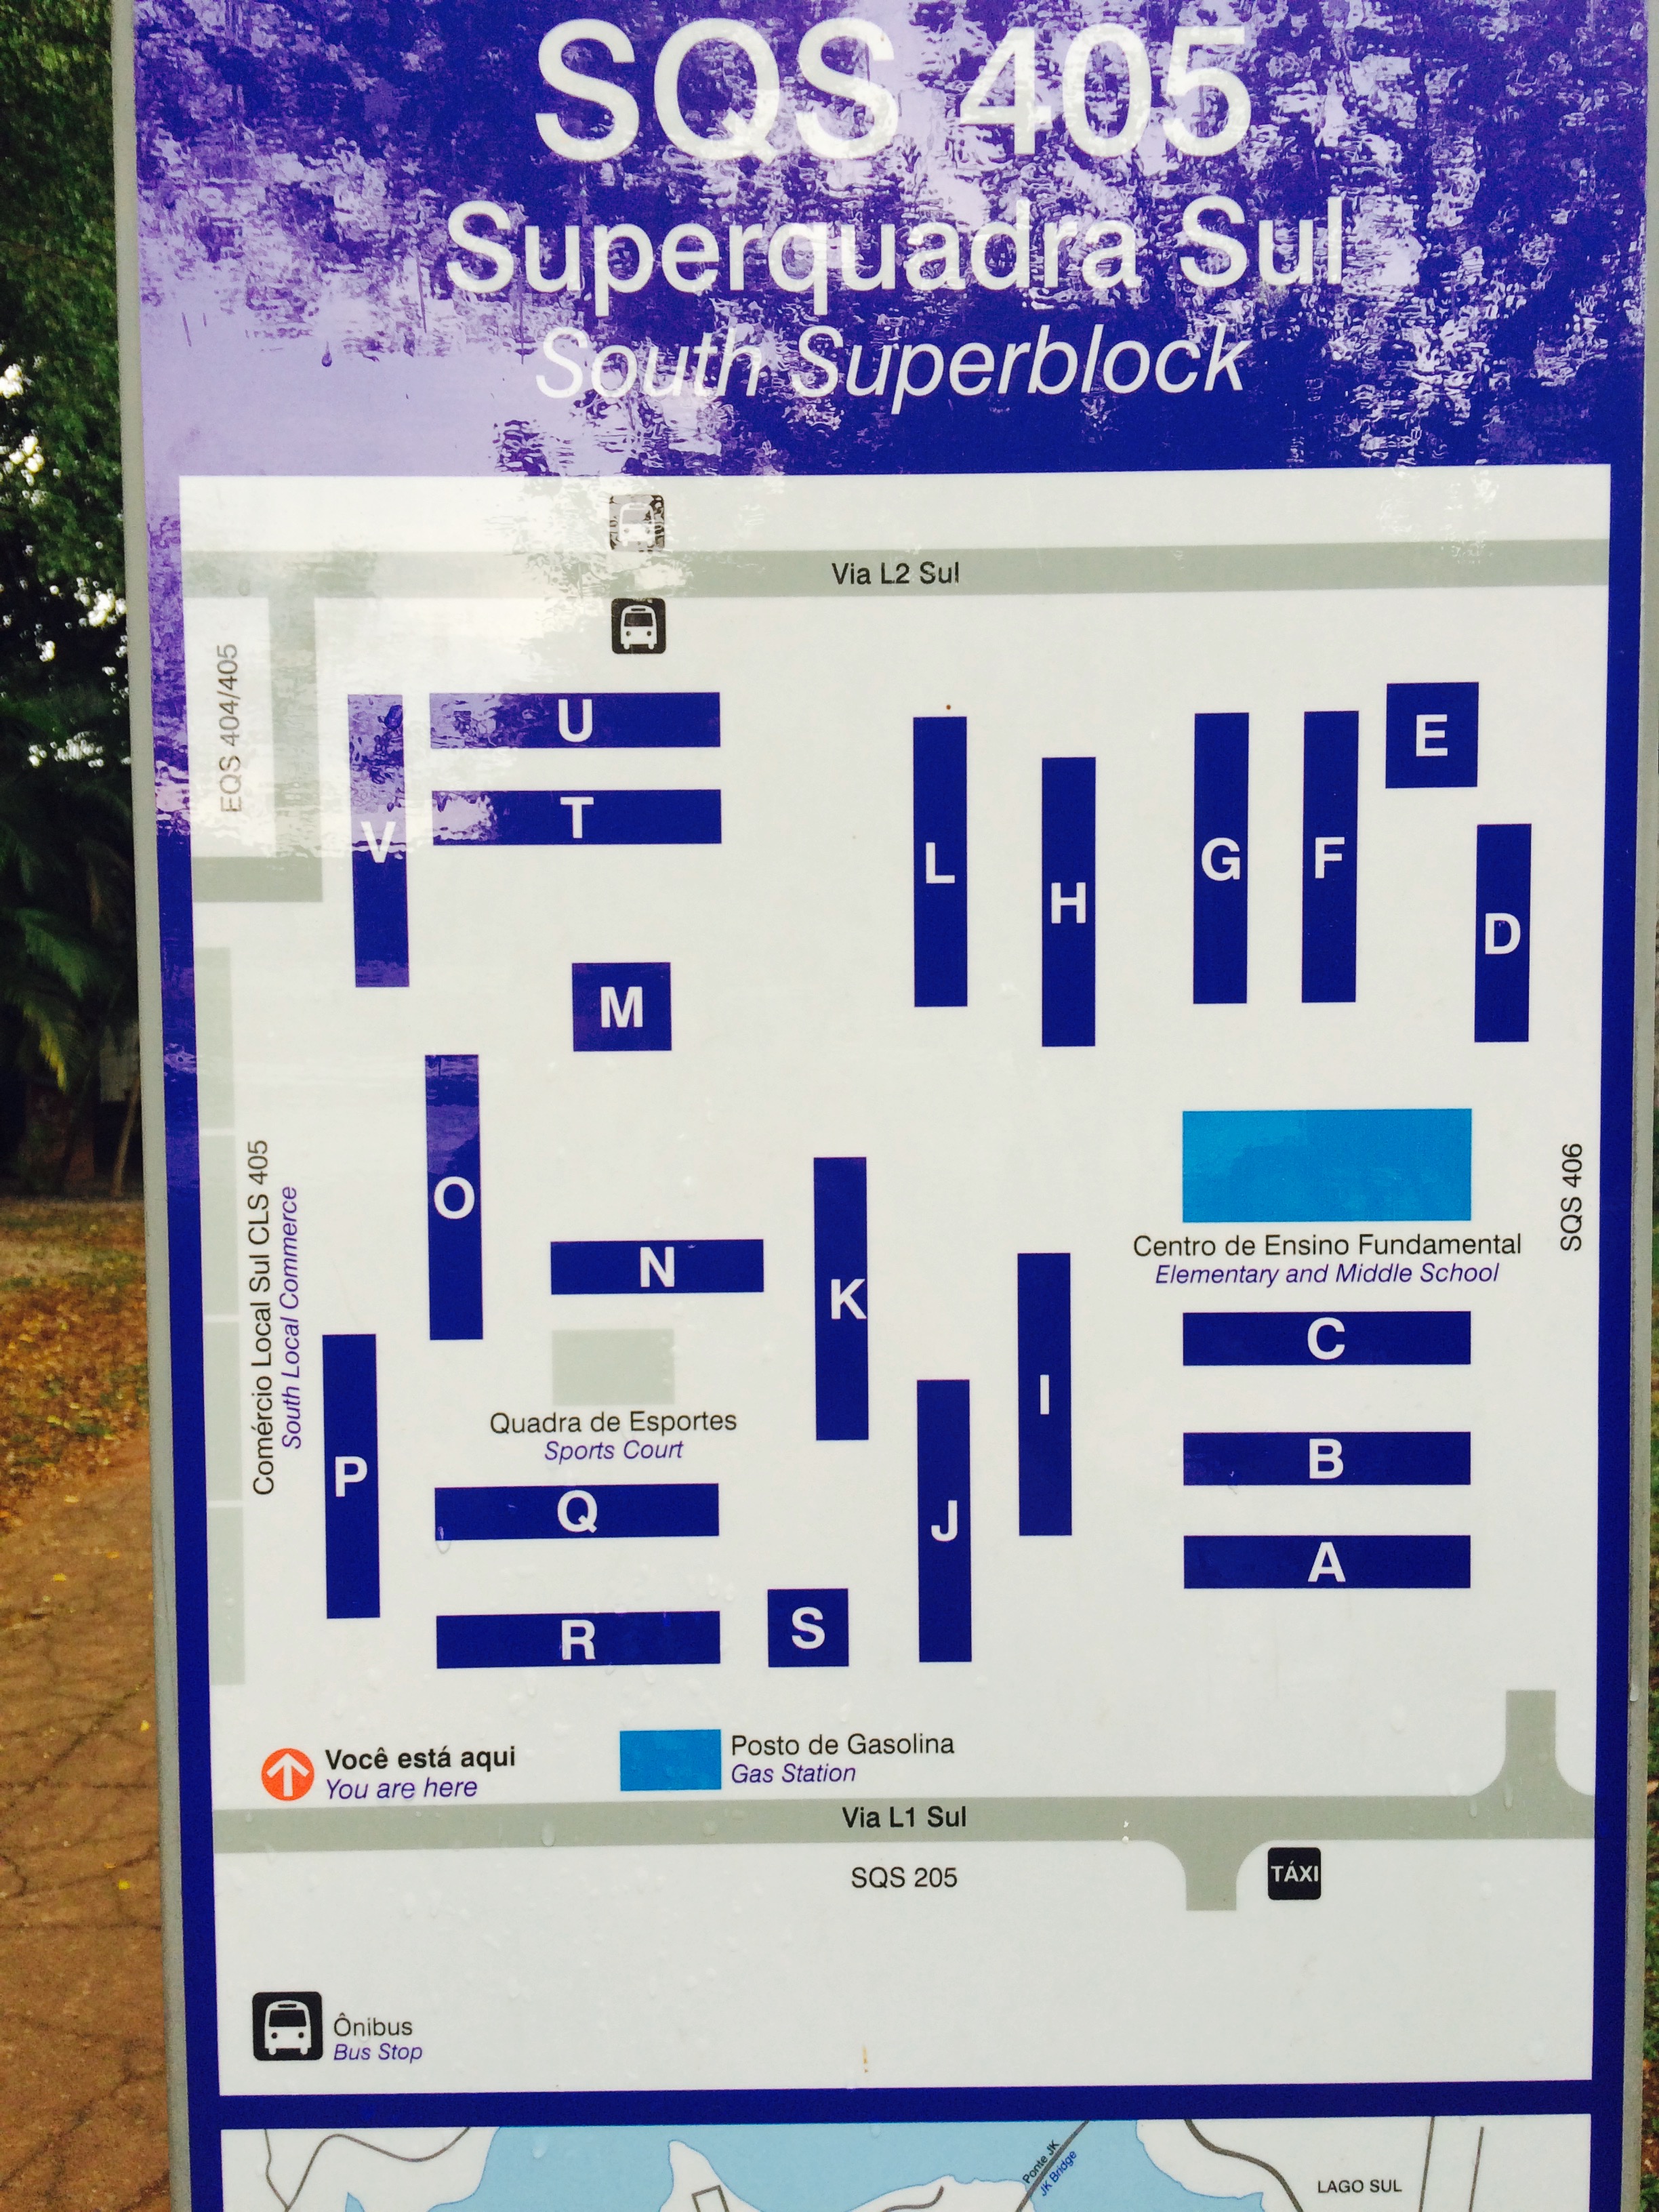 SQS 405
Superquadra Sul
South Superblock
Via L2 Sul
EQS 404/405
U
T
V
E
L
H
G
F
D
M
O
N
K
Centro de Ensino Fundamental
Elementary and Middle School
SQS 406
Comércio Local Sul CLS 405
South Local Commerce
C
I
Quadra de Esportes
Sports Court
B
P
Q
J
A
R
S
Você está aqui
You are here
Posto de Gasolina
Gas Station
Via L1 Sul
SQS 205
TÁXI
Ônibus
Bus Stop
Ponte JK
JK Bridge
LAGO SUL